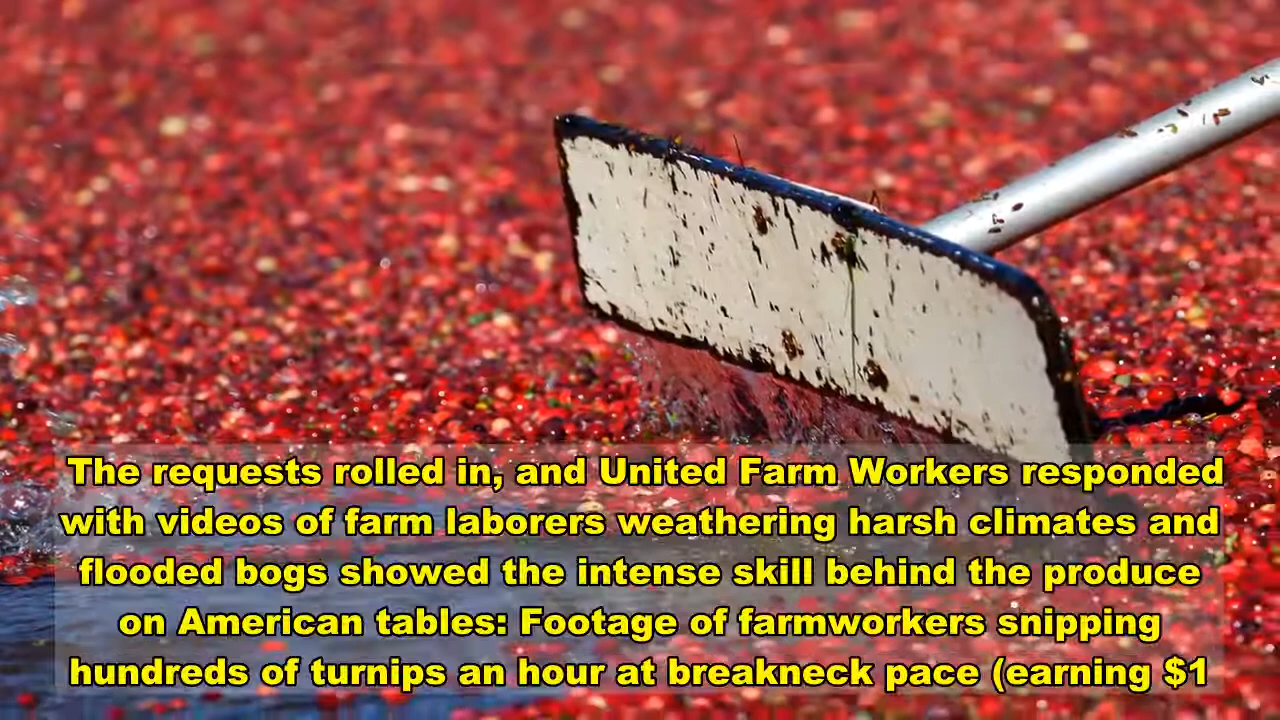 The requests rolled in, and United Farm Workers responded
with videos of farm laborers weathering harsh climates and
flooded bogs showed the intense skill behind the produce
on American tables: Footage of farmworkers snipping
hundreds of turnips an hour at breakneck pace (earning $1